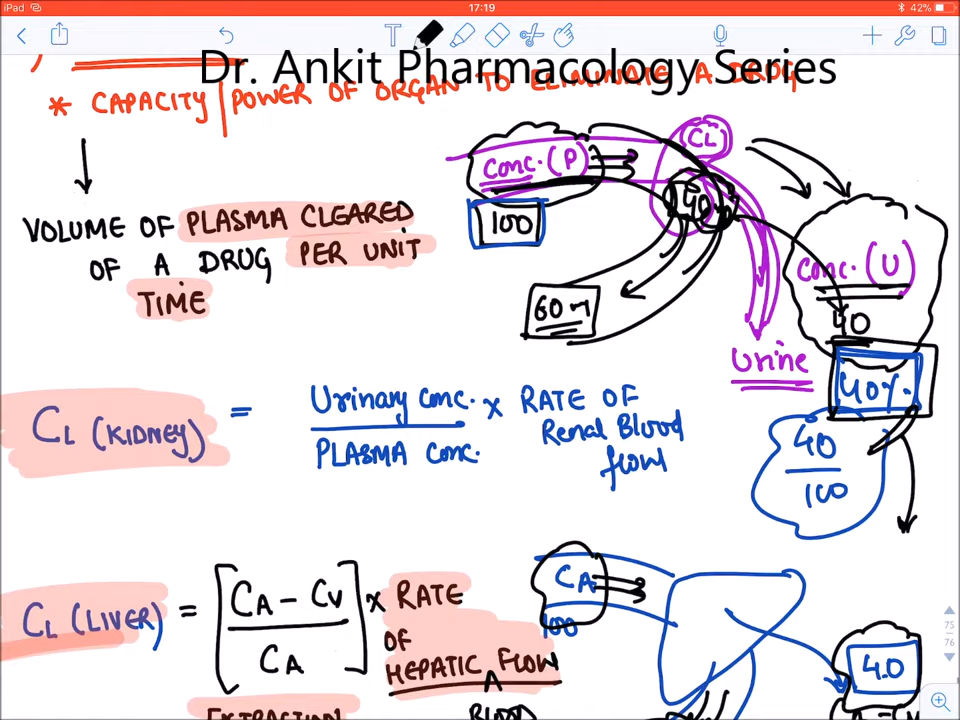 iPad
17:19
42%
T
Dr. Ankit Pharmacology Series
* CAPACITY/POWER OF ORGAN TO ELIMINATE A DRUG
VOLUME OF PLASMA CLEARED
OF A DRUG PER UNIT
TIME
Conc. (P)
CL
100
40
60
Conc. (U)
40
Urine
40%
40
100
CL (KIDNEY) = Urinary conc. x RATE OF
PLASMA conc.
Renal Blood
flow
CL (LIVER) = [CA - CV] x RATE
CA
OF
HEPATIC FLOW
BLOOD
EXTRACTION
CA
100
40
75
76